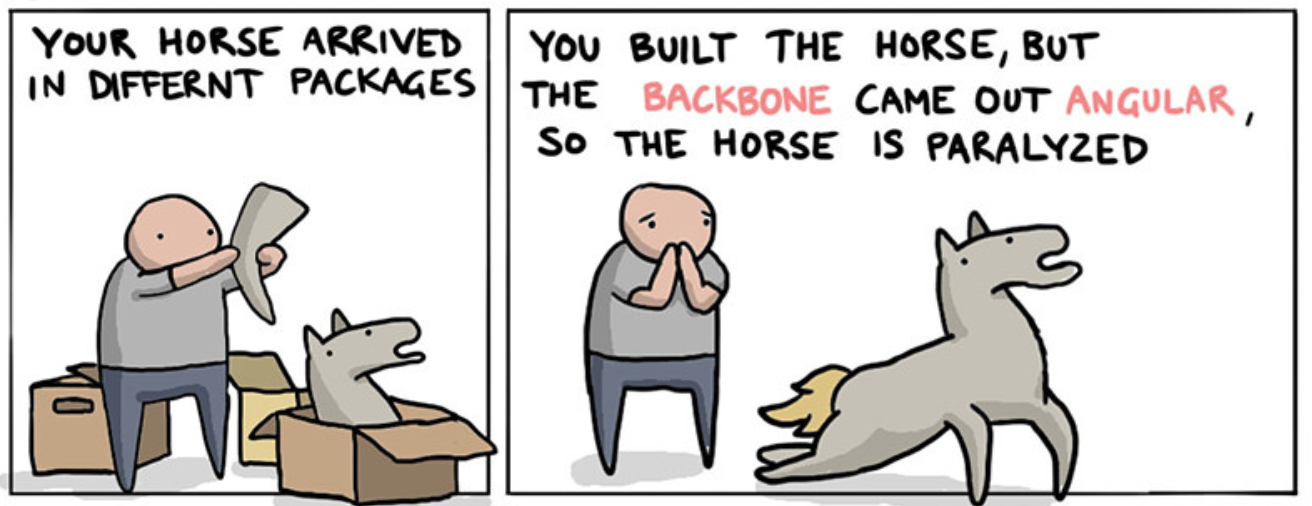 YOUR HORSE ARRIVED
IN DIFFERNT PACKAGES
YOU BUILT THE HORSE, BUT
THE BACKBONE CAME OUT ANGULAR,
SO THE HORSE IS PARALYZED